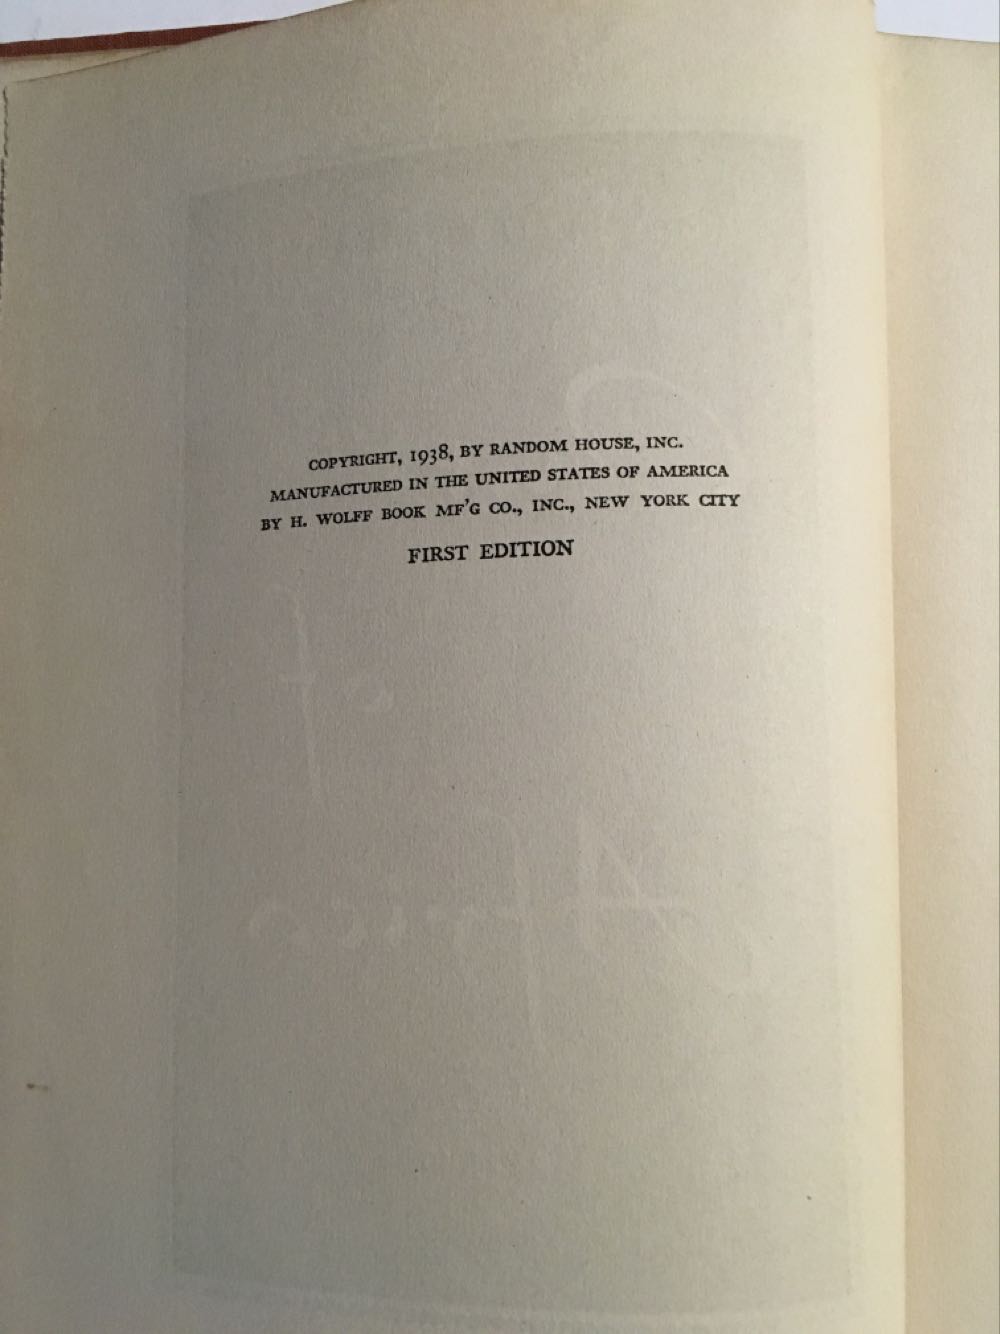 COPYRIGHT, 1938, BY RANDOM HOUSE, INC.
MANUFACTURED IN THE UNITED STATES OF AMERICA
BY H. WOLFF BOOK MF'G CO., INC., NEW YORK CITY
FIRST EDITION